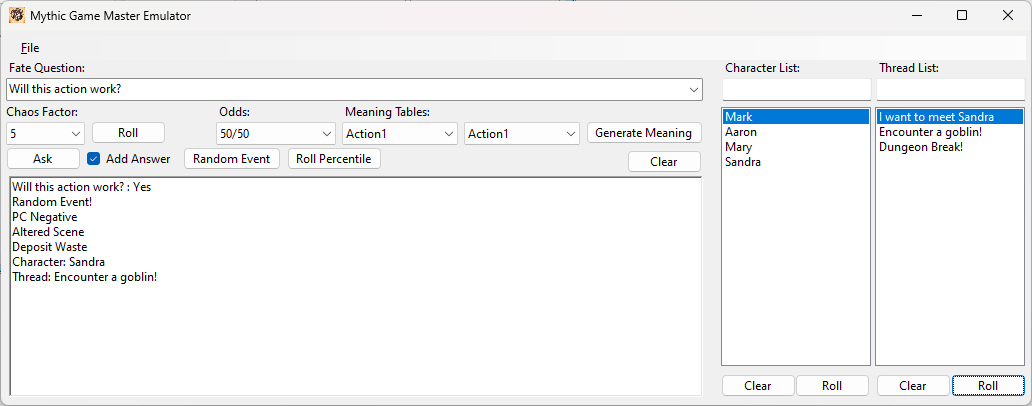 Mythic Game Master Emulator
File
Fate Question:
Character List:
Thread List:
Will this action work?
Chaos Factor:
Odds:
Meaning Tables:
5
Roll
50/50
Action1
Action1
Generate Meaning
Ask
Add Answer
Random Event
Roll Percentile
Clear
Will this action work? : Yes
Random Event!
PC Negative
Altered Scene
Deposit Waste
Character: Sandra
Thread: Encounter a goblin!
Mark
Aaron
Mary
Sandra
I want to meet Sandra
Encounter a goblin!
Dungeon Break!
Clear
Roll
Clear
Roll